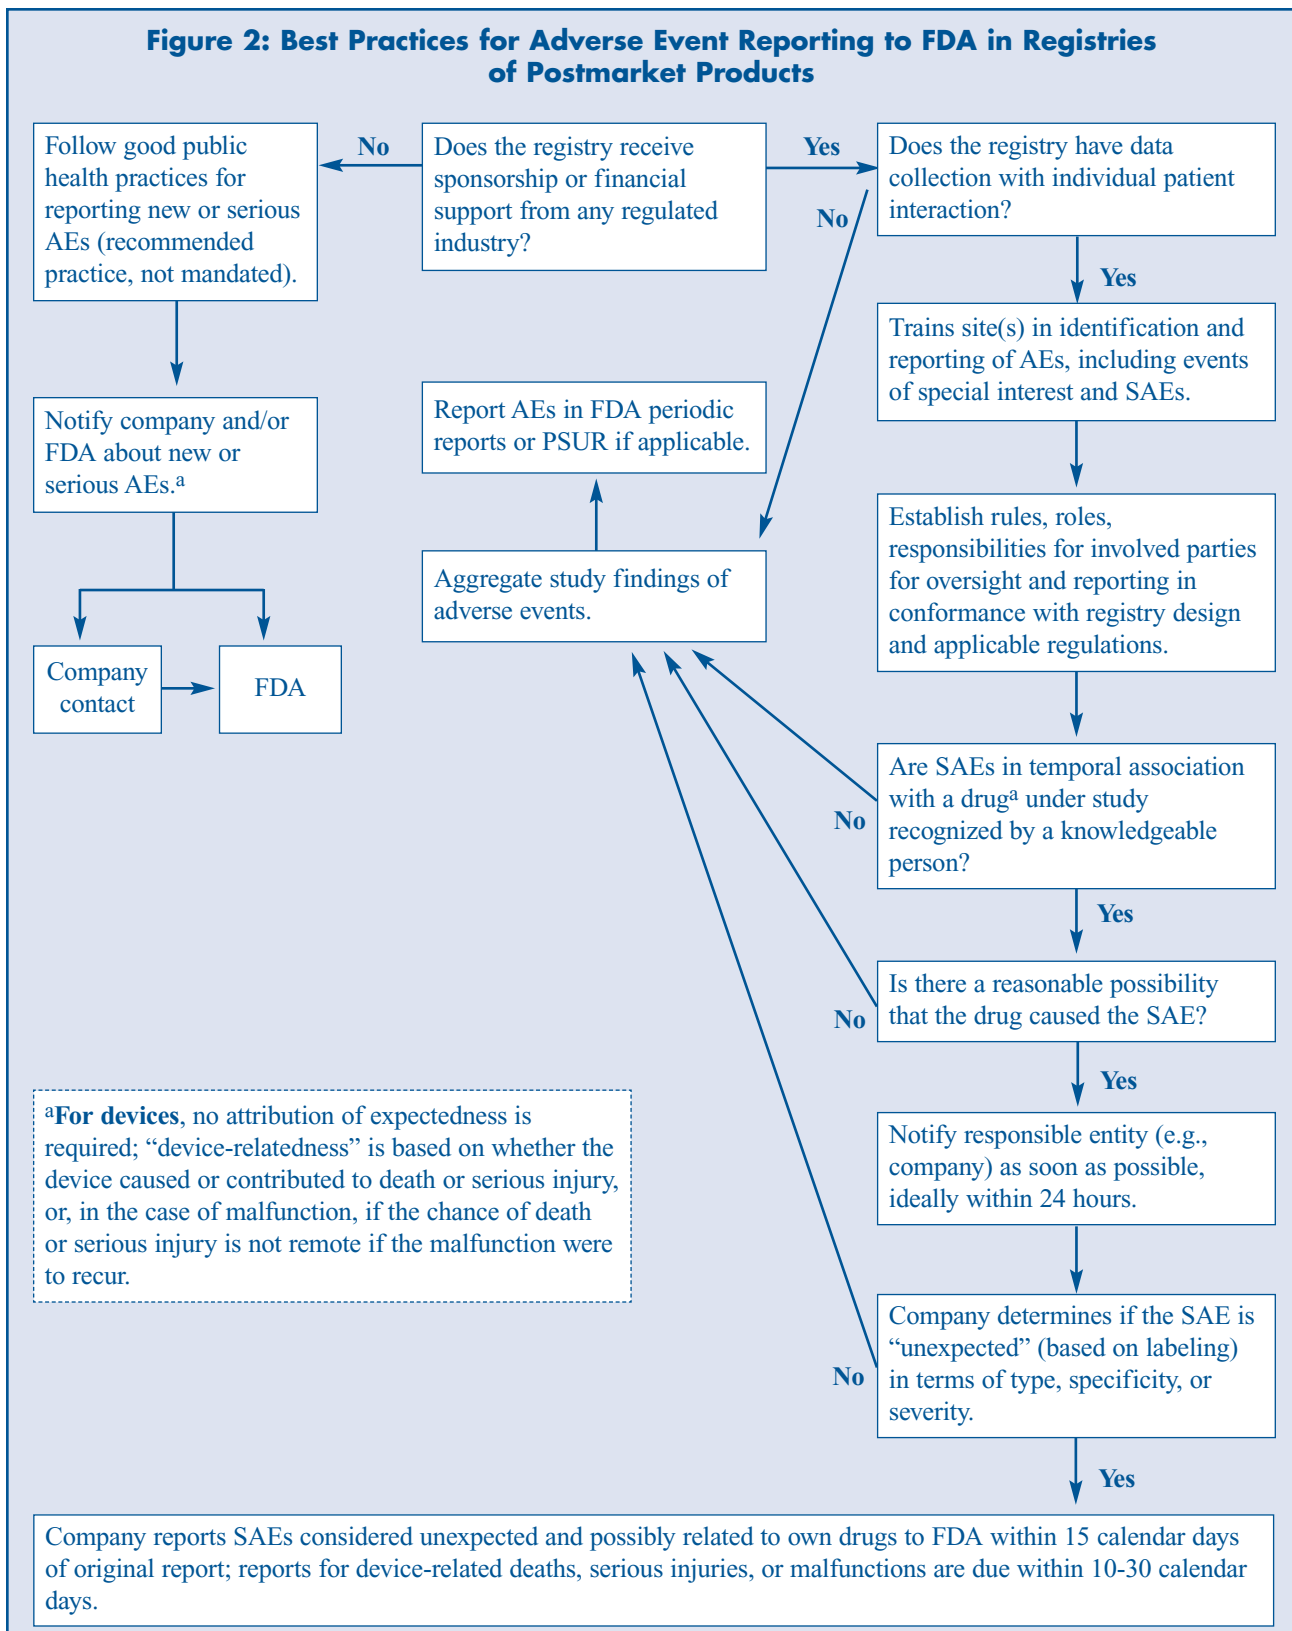 Figure 2: Best Practices for Adverse Event Reporting to FDA in Registries
of Postmarket Products
Follow good public
health practices for
reporting new or serious
AEs (recommended
practice, not mandated).
No
Does the registry receive
sponsorship or financial
support from any regulated
industry?
Yes
Does the registry have data
collection with individual patient
interaction?
No
Yes
Trains site(s) in identification and
reporting of AEs, including events
of special interest and SAEs.
Report AEs in FDA periodic
reports or PSUR if applicable.
Notify company and/or
FDA about new or
serious AEs.a
Establish rules, roles,
responsibilities for involved parties
for oversight and reporting in
conformance with registry design
and applicable regulations.
Aggregate study findings of
adverse events.
Company
contact
FDA
Are SAEs in temporal association
with a druga under study
recognized by a knowledgeable
person?
No
Yes
Is there a reasonable possibility
that the drug caused the SAE?
No
Yes
aFor devices, no attribution of expectedness is
required; “device-relatedness” is based on whether the
device caused or contributed to death or serious injury,
or, in the case of malfunction, if the chance of death
or serious injury is not remote if the malfunction were
to recur.
Notify responsible entity (e.g.,
company) as soon as possible,
ideally within 24 hours.
Company determines if the SAE is
“unexpected” (based on labeling)
in terms of type, specificity, or
severity.
No
Yes
Company reports SAEs considered unexpected and possibly related to own drugs to FDA within 15 calendar days
of original report; reports for device-related deaths, serious injuries, or malfunctions are due within 10-30 calendar
days.